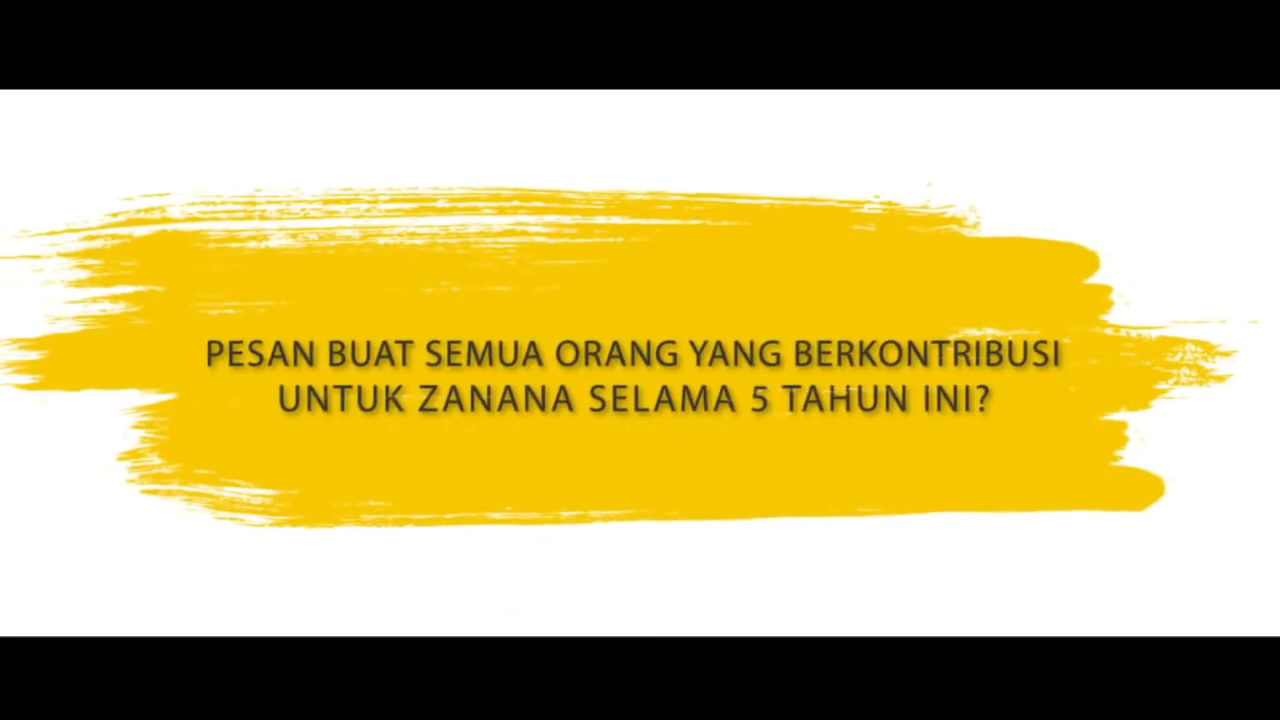 PESAN BUAT SEMUA ORANG YANG BERKONTRIBUSI
UNTUK ZANANA SELAMA 5 TAHUN INI?